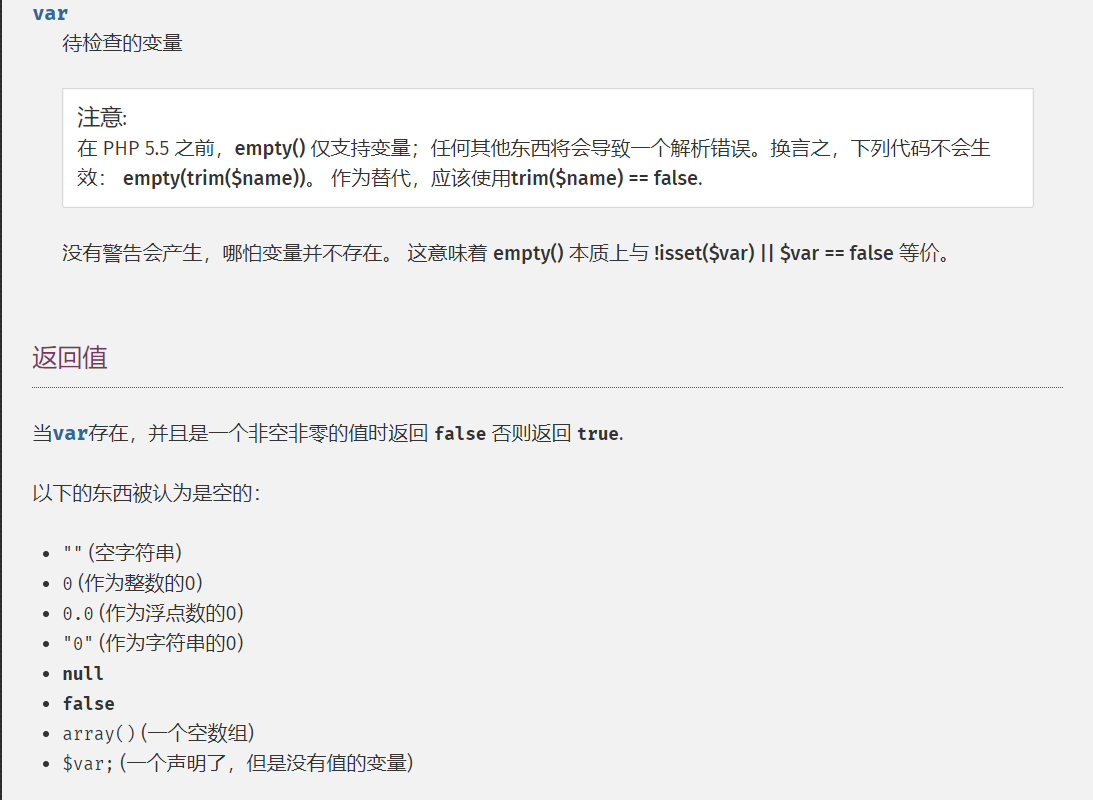 var
待检查的变量
注意:
在 PHP 5.5 之前，empty() 仅支持变量；任何其他东西将会导致一个解析错误。换言之，下列代码不会生
效： empty(trim($name))。 作为替代，应该使用trim($name) == false.
没有警告会产生，哪怕变量并不存在。 这意味着 empty() 本质上与 !isset($var) || $var == false 等价。
返回值
当var存在，并且是一个非空非零的值时返回 false 否则返回 true.
以下的东西被认为是空的：
• "" (空字符串)
• 0 (作为整数的0)
• 0.0 (作为浮点数的0)
• "0" (作为字符串的0)
• null
• false
• array() (一个空数组)
• $var; (一个声明了，但是没有值的变量)